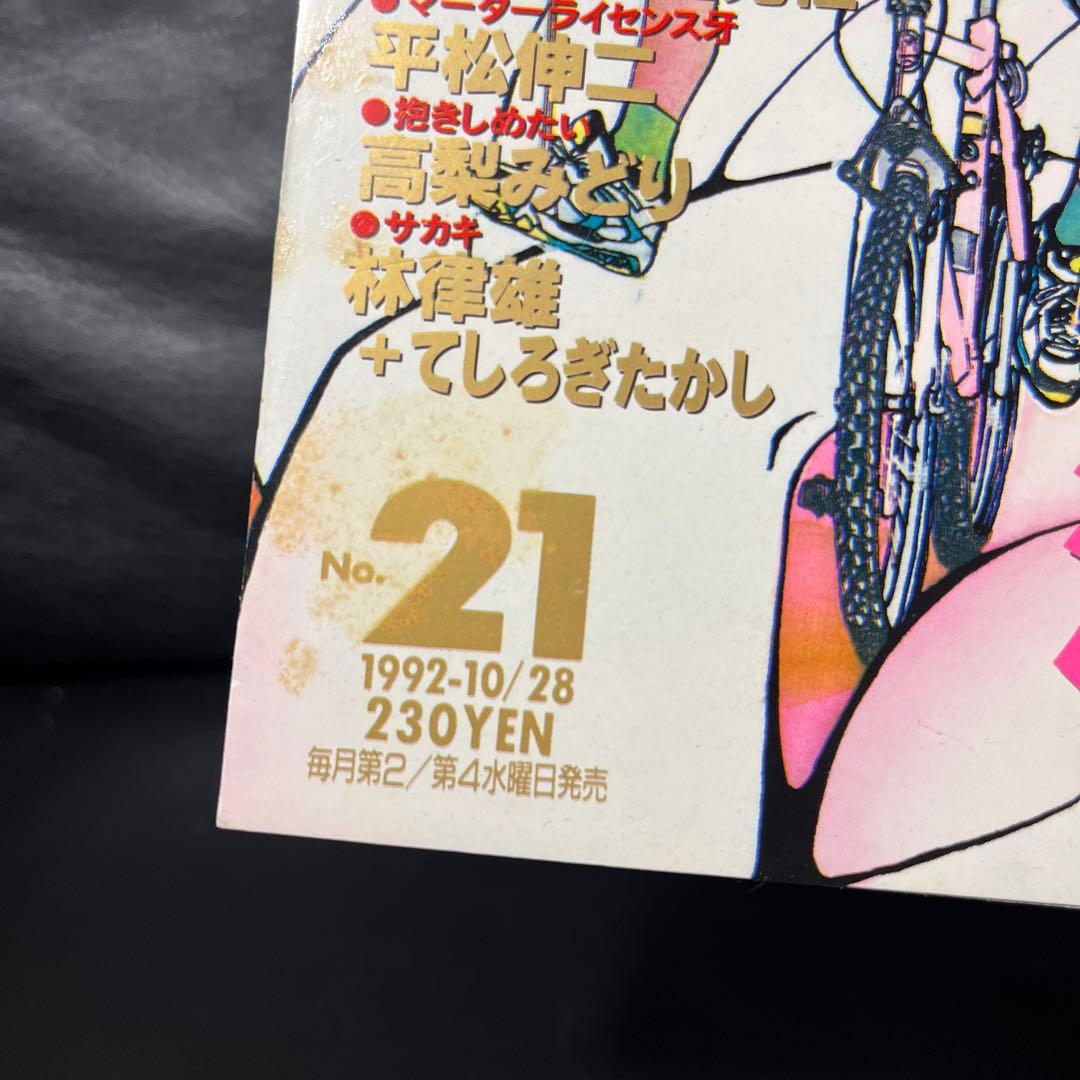 ●マーダーライセンス牙
平松伸二
●抱きしめたい
高梨みどり
●サカキ
林律雄
+てしろぎたかし
No.21
1992-10/28
230YEN
毎月第2/第4水曜日発売